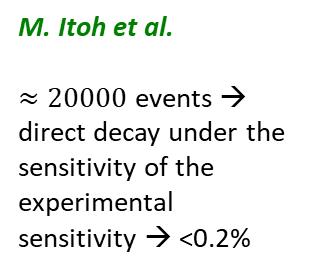 M. Itoh et al.
≈ 20000 events →
direct decay under the
sensitivity of the
experimental
sensitivity → <0.2%